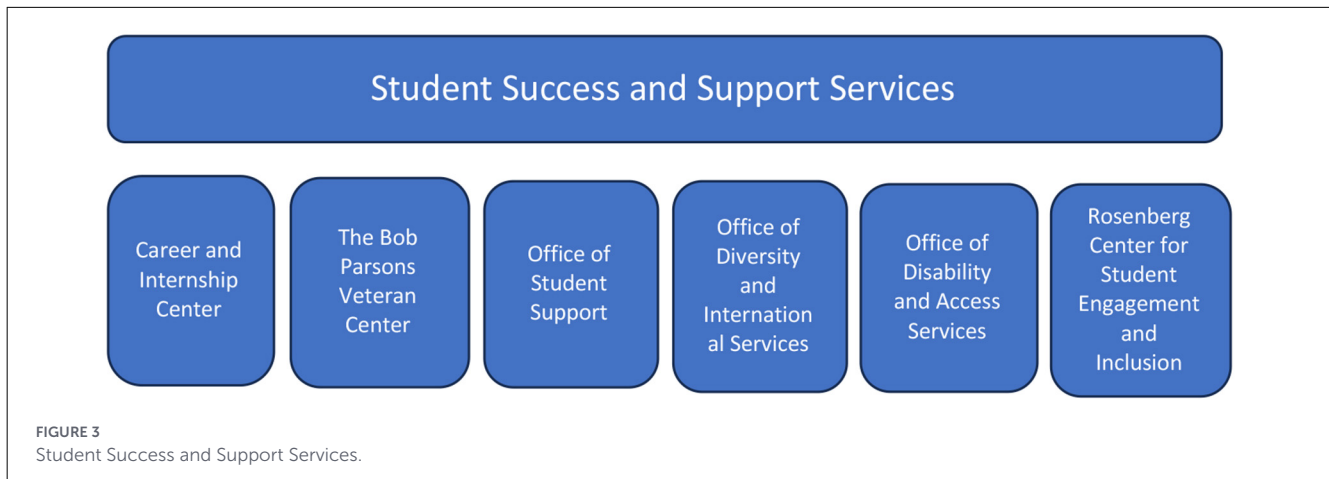 Student Success and Support Services
Career and
Internship
Center
The Bob
Parsons
Veteran
Center
Office of
Student
Support
Office of
Diversity
and
Internation
al Services
Office of
Disability
and Access
Services
Rosenberg
Center for
Student
Engagement
and
Inclusion
FIGURE 3
Student Success and Support Services.